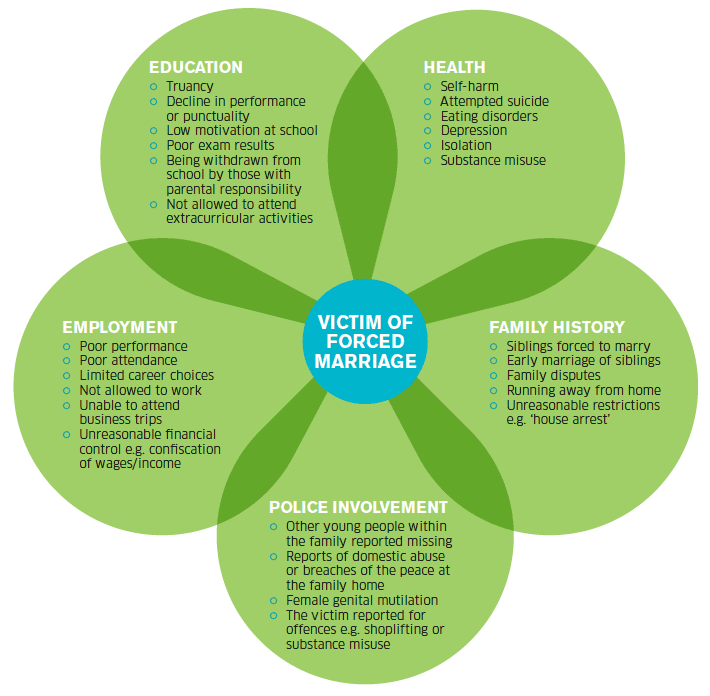 EDUCATION
Truancy
Decline in performance
or punctuality
Low motivation at school
Poor exam results
Being withdrawn from
school by those with
parental responsibility
Not allowed to attend
extracurricular activities
HEALTH
Self-harm
Attempted suicide
Eating disorders
Depression
Isolation
Substance misuse
VICTIM OF
FORCED
MARRIAGE
EMPLOYMENT
Poor performance
Poor attendance
Limited career choices
Not allowed to work
Unable to attend
business trips
Unreasonable financial
control e.g. confiscation
of wages/income
FAMILY HISTORY
Siblings forced to marry
Early marriage of siblings
Family disputes
Running away from home
Unreasonable restrictions
e.g. ‘house arrest’
POLICE INVOLVEMENT
Other young people within
the family reported missing
Reports of domestic abuse
or breaches of the peace at
the family home
Female genital mutilation
The victim reported for
offences e.g. shoplifting or
substance misuse